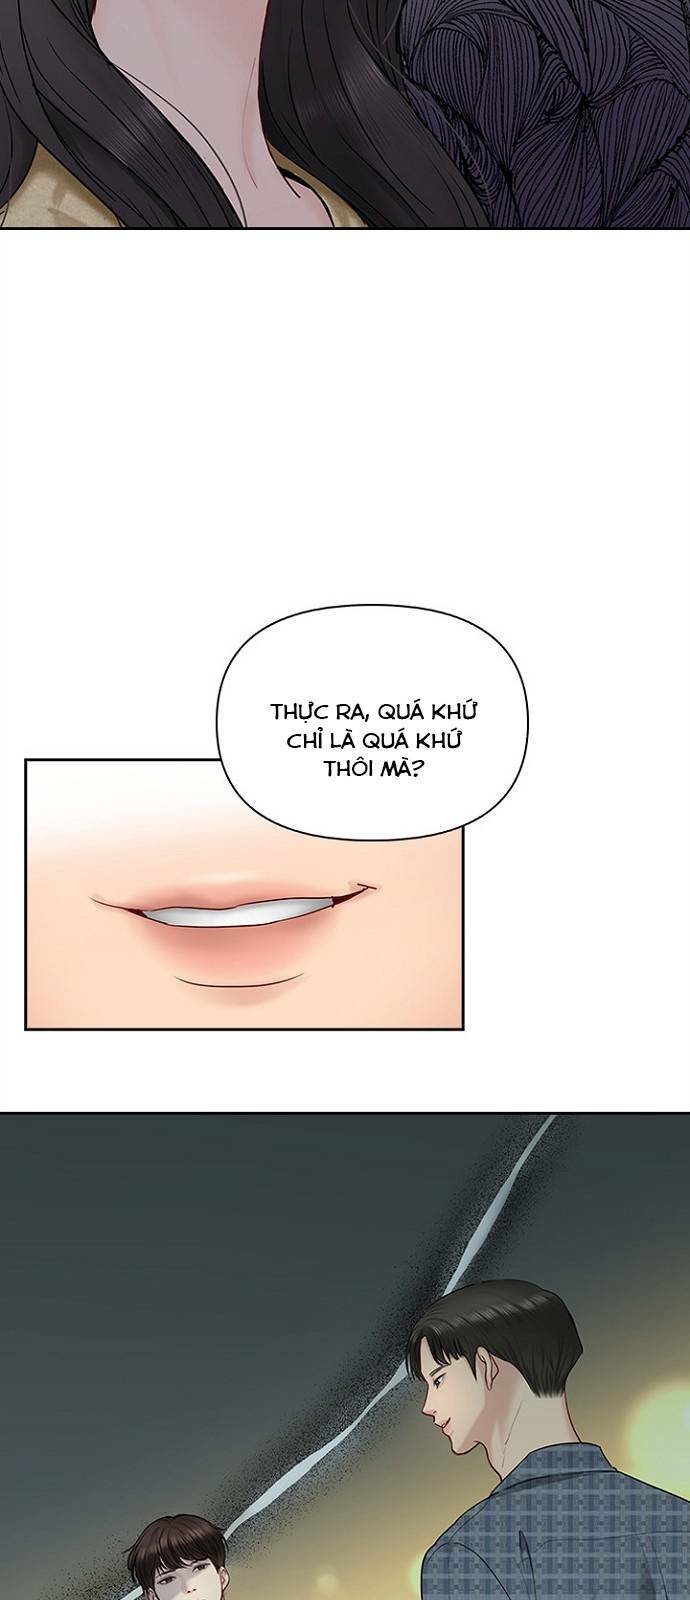 THỰC RA, QUÁ KHỨ
CHỈ LÀ QUÁ KHỨ
THÔI MÀ?